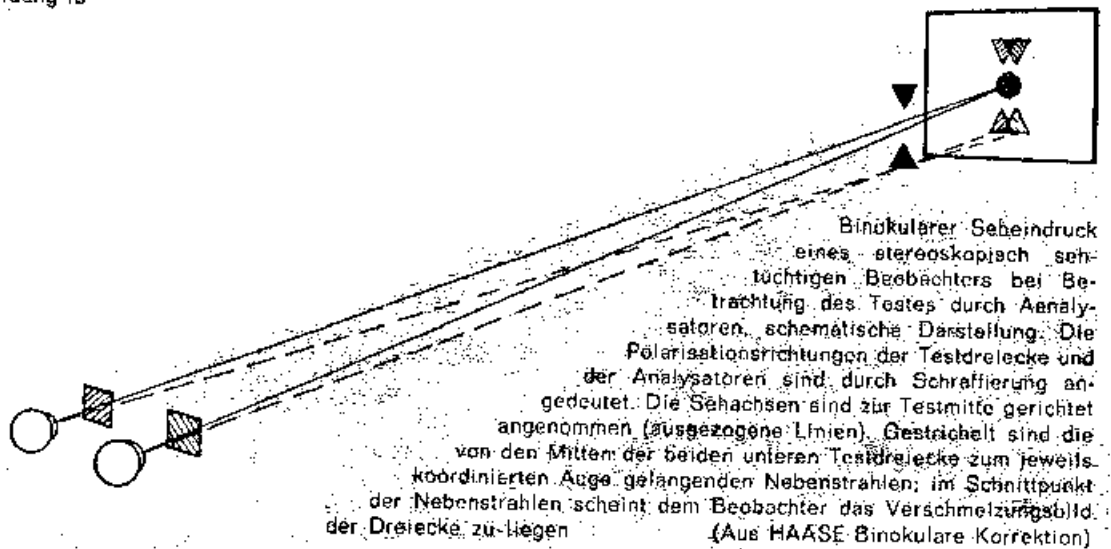 Binokularer Seheindruck
eines stereoskopisch seh-
tüchtigen Beobachters bei Be-
trachtung des Testes durch Aenaly-
satoren, schematische Darstellung. Die
Polarisationsrichtungen der Testdreiecke und
der Analysatoren sind durch Schraffierung an-
gedeutet. Die Sehachsen sind zur Testmitte gerichtet
angenommen (ausgezogene Linien). Gestrichelt sind die
von den Mitten der beiden unteren Testdreiecke zum jeweils
koordinierten Auge gelangenden Nebenstrahlen; im Schnittpunkt
der Nebenstrahlen scheint dem Beobachter das Verschmelzungsbild
der Dreiecke zu liegen (Aus HAASE Binokulare Korrektion)